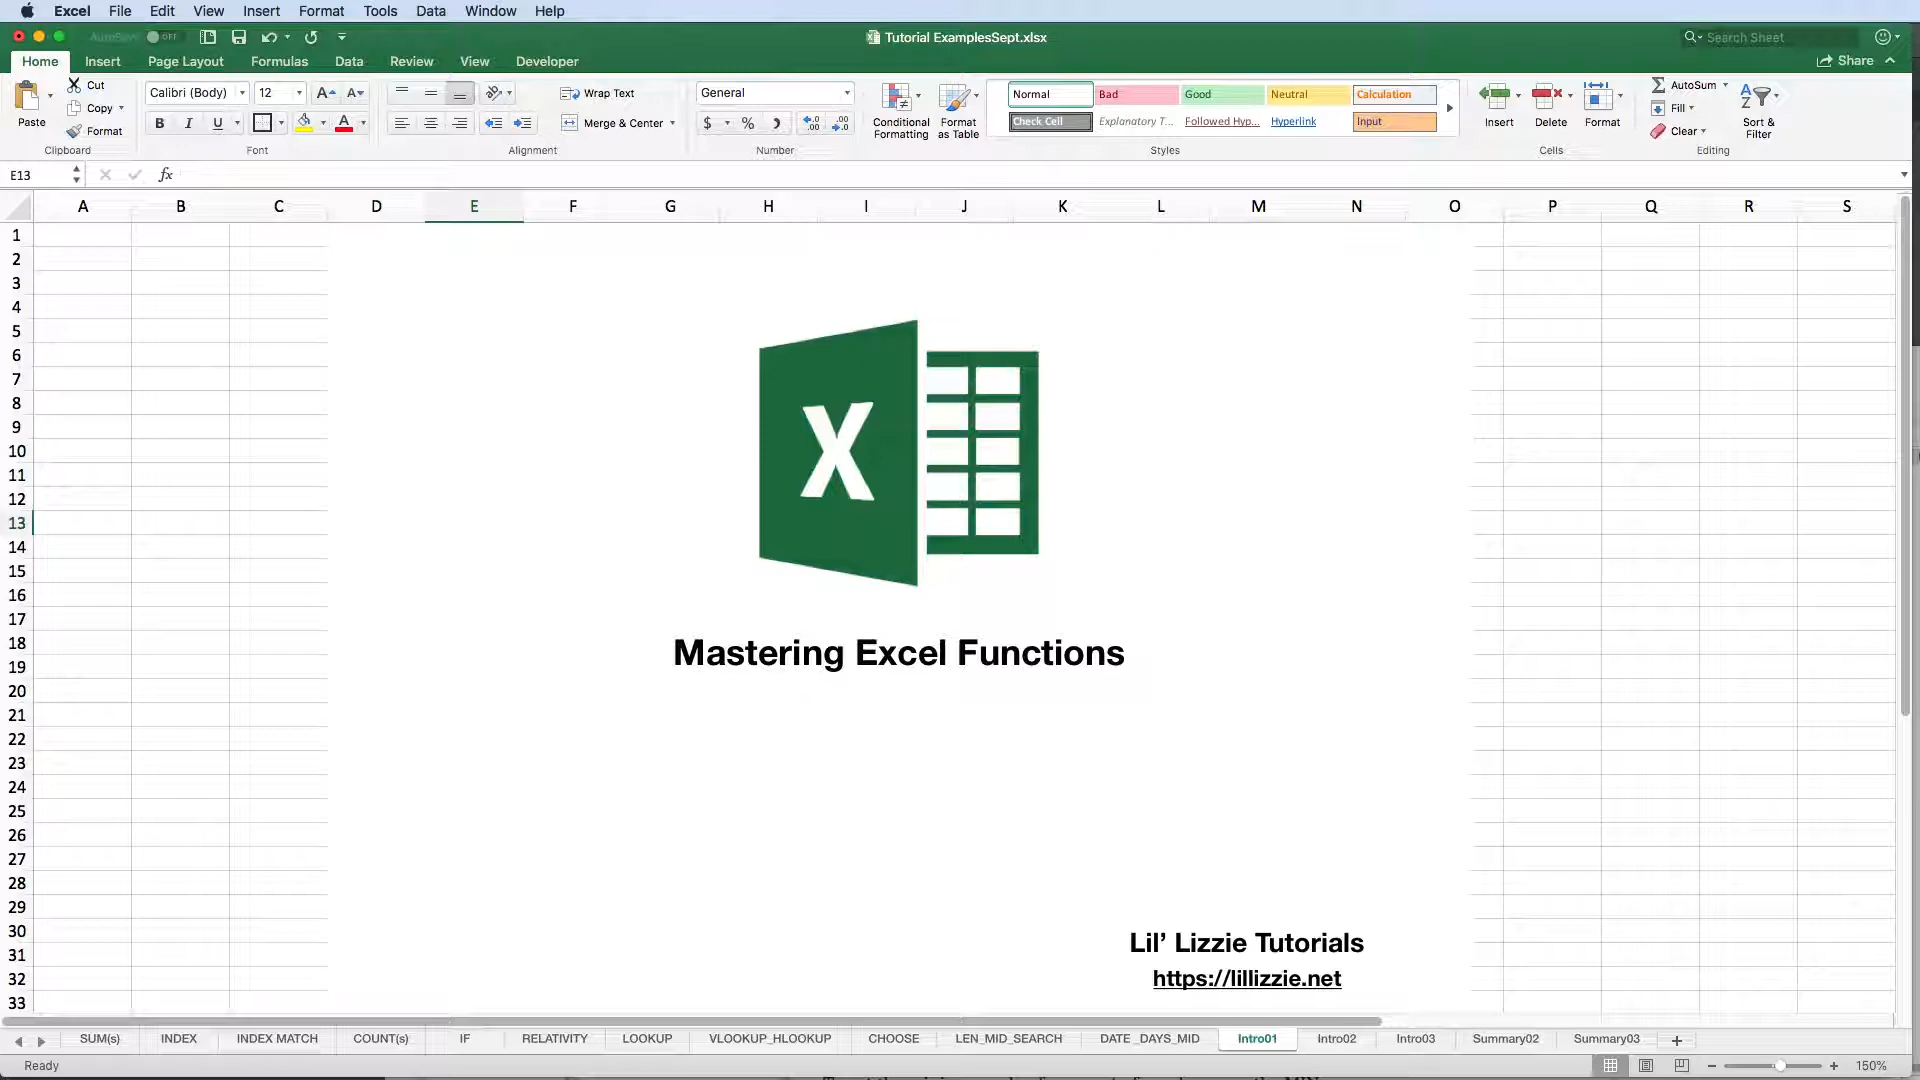 Excel File Edit View Insert Format Tools Data Window Help
OFF Tutorial ExamplesSept.xlsx Search Sheet
Home Insert Page Layout Formulas Data Review View Developer Share
Paste Cut Copy Format
Calibri (Body) 12 A A
B I U A
Wrap Text
Merge & Center
General
$ % )
Conditional Formatting
Format as Table
Normal Bad Good Neutral Calculation
Check Cell Explanatory T... Followed Hyp... Hyperlink Input
Insert Delete Format
AutoSum
Fill
Clear
Sort & Filter
Clipboard Font Alignment Number Styles Cells Editing
E13 fx
A B C D E F G H I J K L M N O P Q R S
1
2
3
4
5
6
7
8
9
10
11
12
13
14
15
16
17
18
19
20
21
22
23
24
25
26
27
28
29
30
31
32
33
X
Mastering Excel Functions
Lil’ Lizzie Tutorials
https://lillizzie.net
SUM(s) INDEX INDEX MATCH COUNT(s) IF RELATIVITY LOOKUP VLOOKUP_HLOOKUP CHOOSE LEN_MID_SEARCH DATE _DAYS_MID Intro01 Intro02 Intro03 Summary02 Summary03
Ready 150%